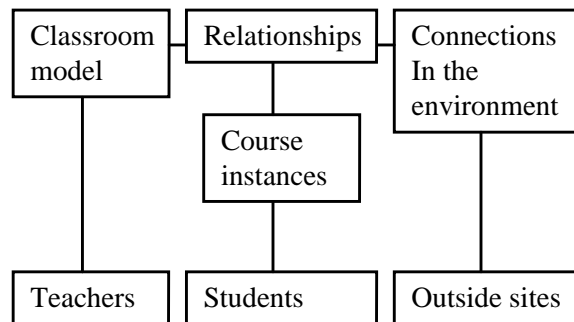 Classroom
model
Relationships
Connections
In the
environment
Course
instances
Teachers
Students
Outside sites